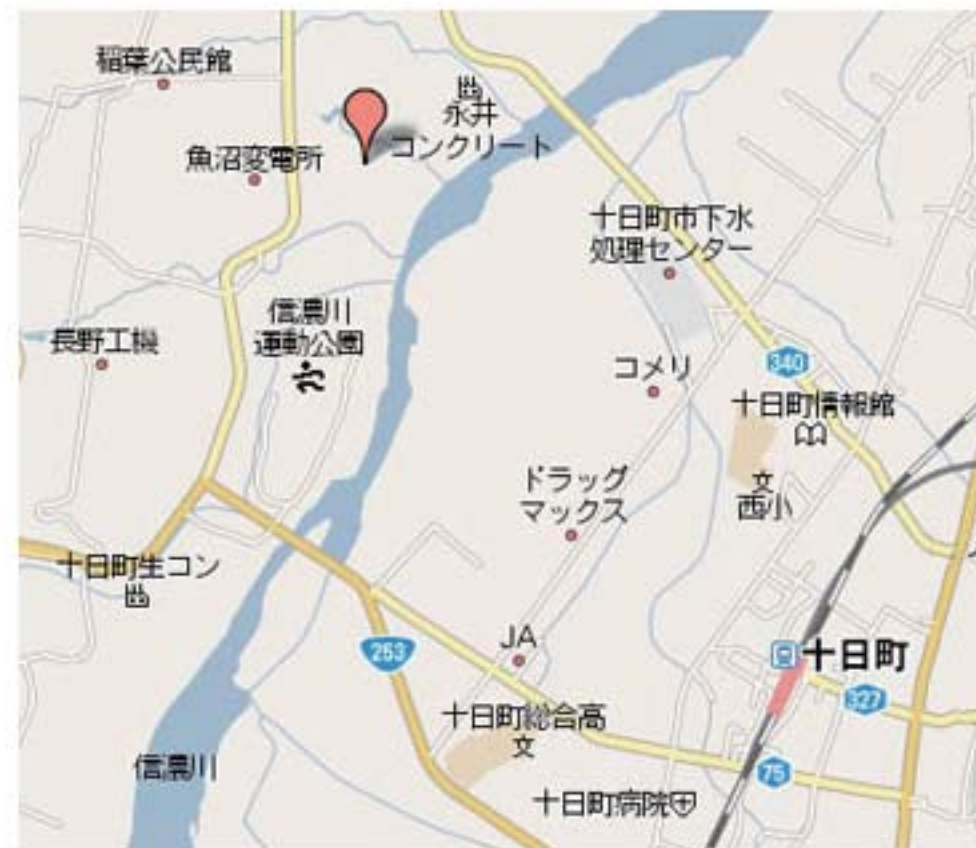 稲葉公民館
永井
コンクリート
魚沼変電所
十日町市下水
処理センター
信濃川
運動公園
長野工機
コメリ
340
十日町情報館
ドラッグ
マックス
文
西小
十日町生コン
253
JA
十日町
327
十日町総合高
文
信濃川
75
十日町病院